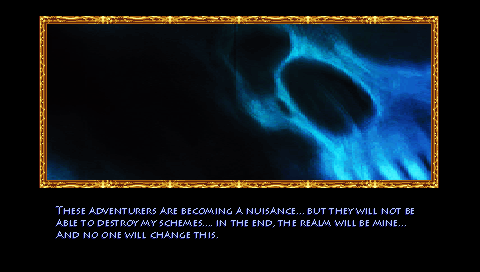 These adventurers are becoming a nuisance... but they will not be
able to destroy my schemes.... In the end, the realm will be mine...
And no one will change this.